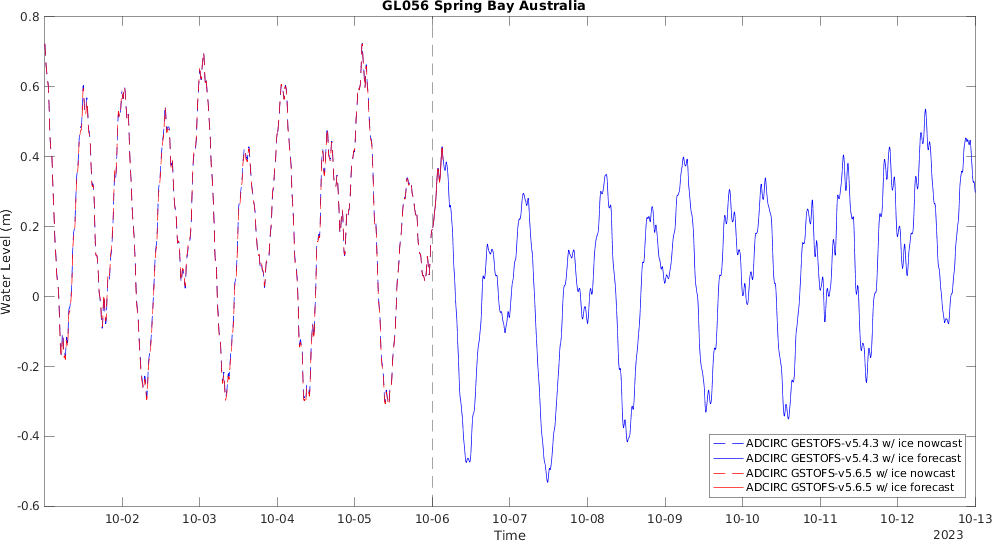 GL056 Spring Bay Australia
Water Level (m)
0.8
0.6
0.4
0.2
0
-0.2
-0.4
-0.6
ADCIRC GESTOFS-v5.4.3 w/ ice nowcast
ADCIRC GESTOFS-v5.4.3 w/ ice forecast
ADCIRC GSTOFS-v5.6.5 w/ ice nowcast
ADCIRC GSTOFS-v5.6.5 w/ ice forecast
10-02 10-03 10-04 10-05 10-06 10-07 10-08 10-09 10-10 10-11 10-12 10-13
Time
2023